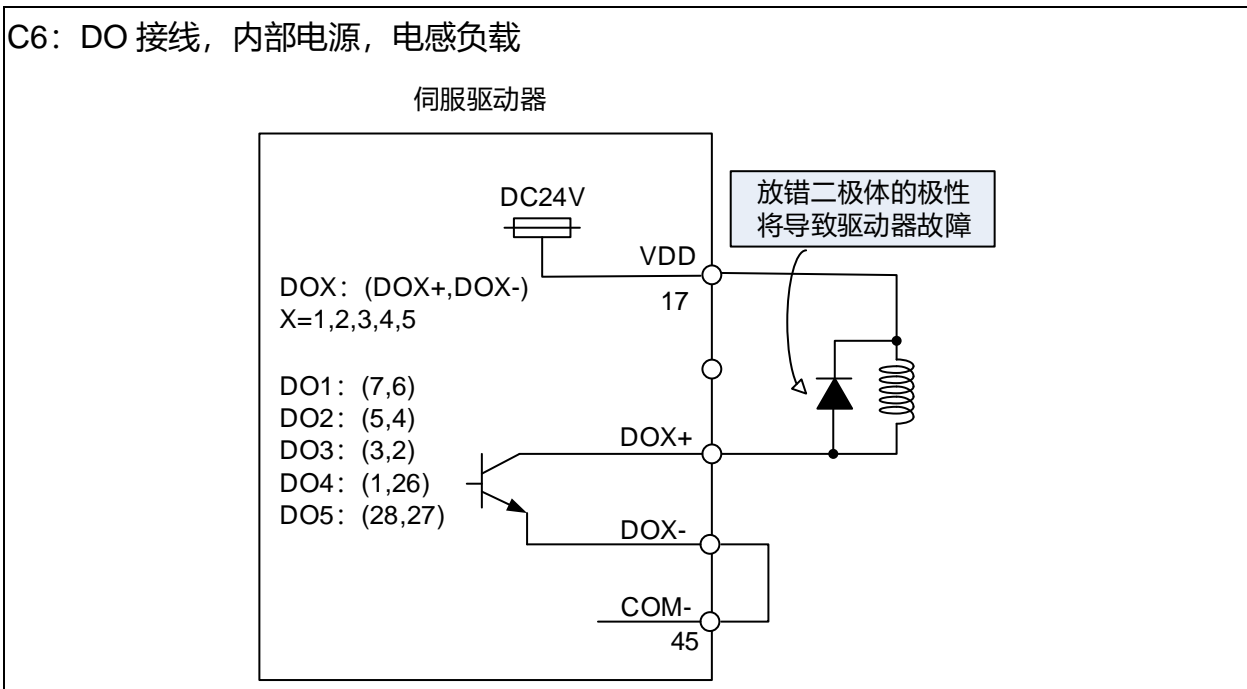 C6：DO 接线，内部电源，电感负载
伺服驱动器
DC24V
放错二极体的极性
将导致驱动器故障
VDD
17
DOX：(DOX+,DOX-)
X=1,2,3,4,5
DO1：(7,6)
DO2：(5,4)
DO3：(3,2)
DO4：(1,26)
DO5：(28,27)
DOX+
DOX-
COM-
45